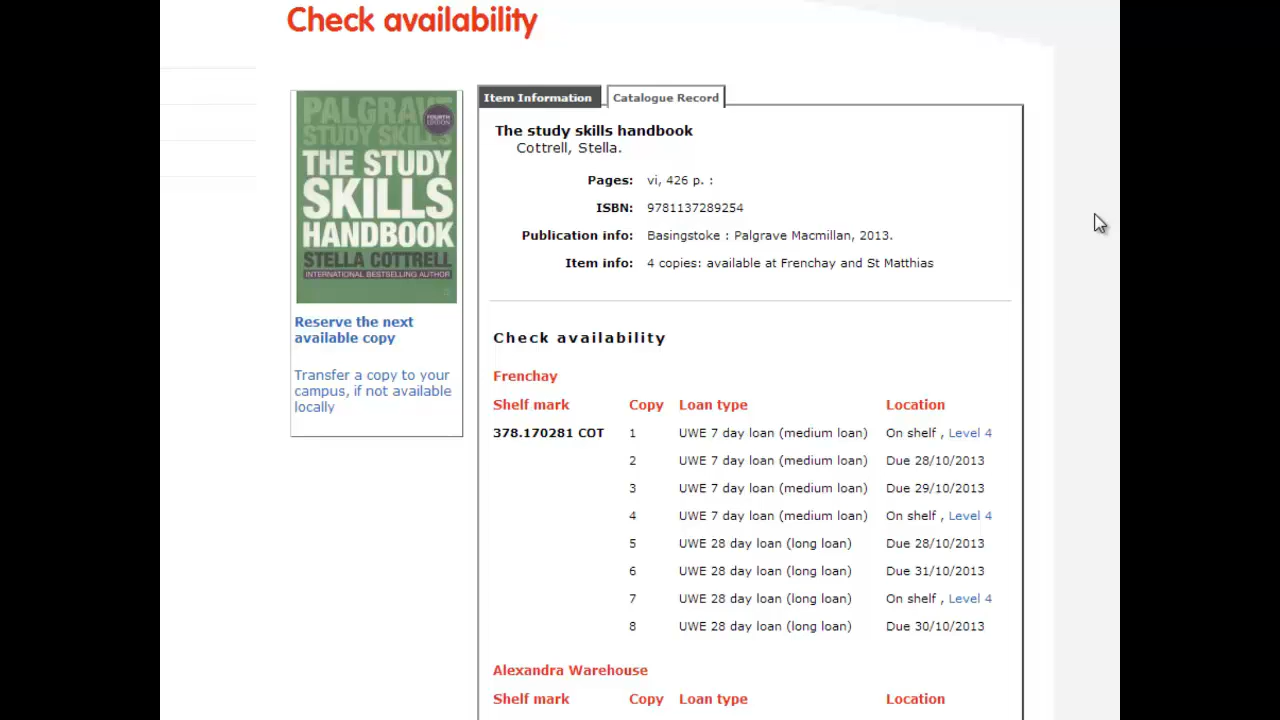 Check availability
PALGRAVE
STUDY SKILLS
FOURTH
EDITION
THE STUDY
SKILLS
HANDBOOK
STELLA COTTRELL
INTERNATIONAL BESTSELLING AUTHOR
Reserve the next
available copy
Transfer a copy to your
campus, if not available
locally
Item Information
Catalogue Record
The study skills handbook
Cottrell, Stella.
Pages: vi, 426 p. :
ISBN: 9781137289254
Publication info: Basingstoke : Palgrave Macmillan, 2013.
Item info: 4 copies: available at Frenchay and St Matthias
Check availability
Frenchay
Shelf mark Copy Loan type Location
378.170281 COT 1 UWE 7 day loan (medium loan) On shelf , Level 4
2 UWE 7 day loan (medium loan) Due 28/10/2013
3 UWE 7 day loan (medium loan) Due 29/10/2013
4 UWE 7 day loan (medium loan) On shelf , Level 4
5 UWE 28 day loan (long loan) Due 28/10/2013
6 UWE 28 day loan (long loan) Due 31/10/2013
7 UWE 28 day loan (long loan) On shelf , Level 4
8 UWE 28 day loan (long loan) Due 30/10/2013
Alexandra Warehouse
Shelf mark Copy Loan type Location